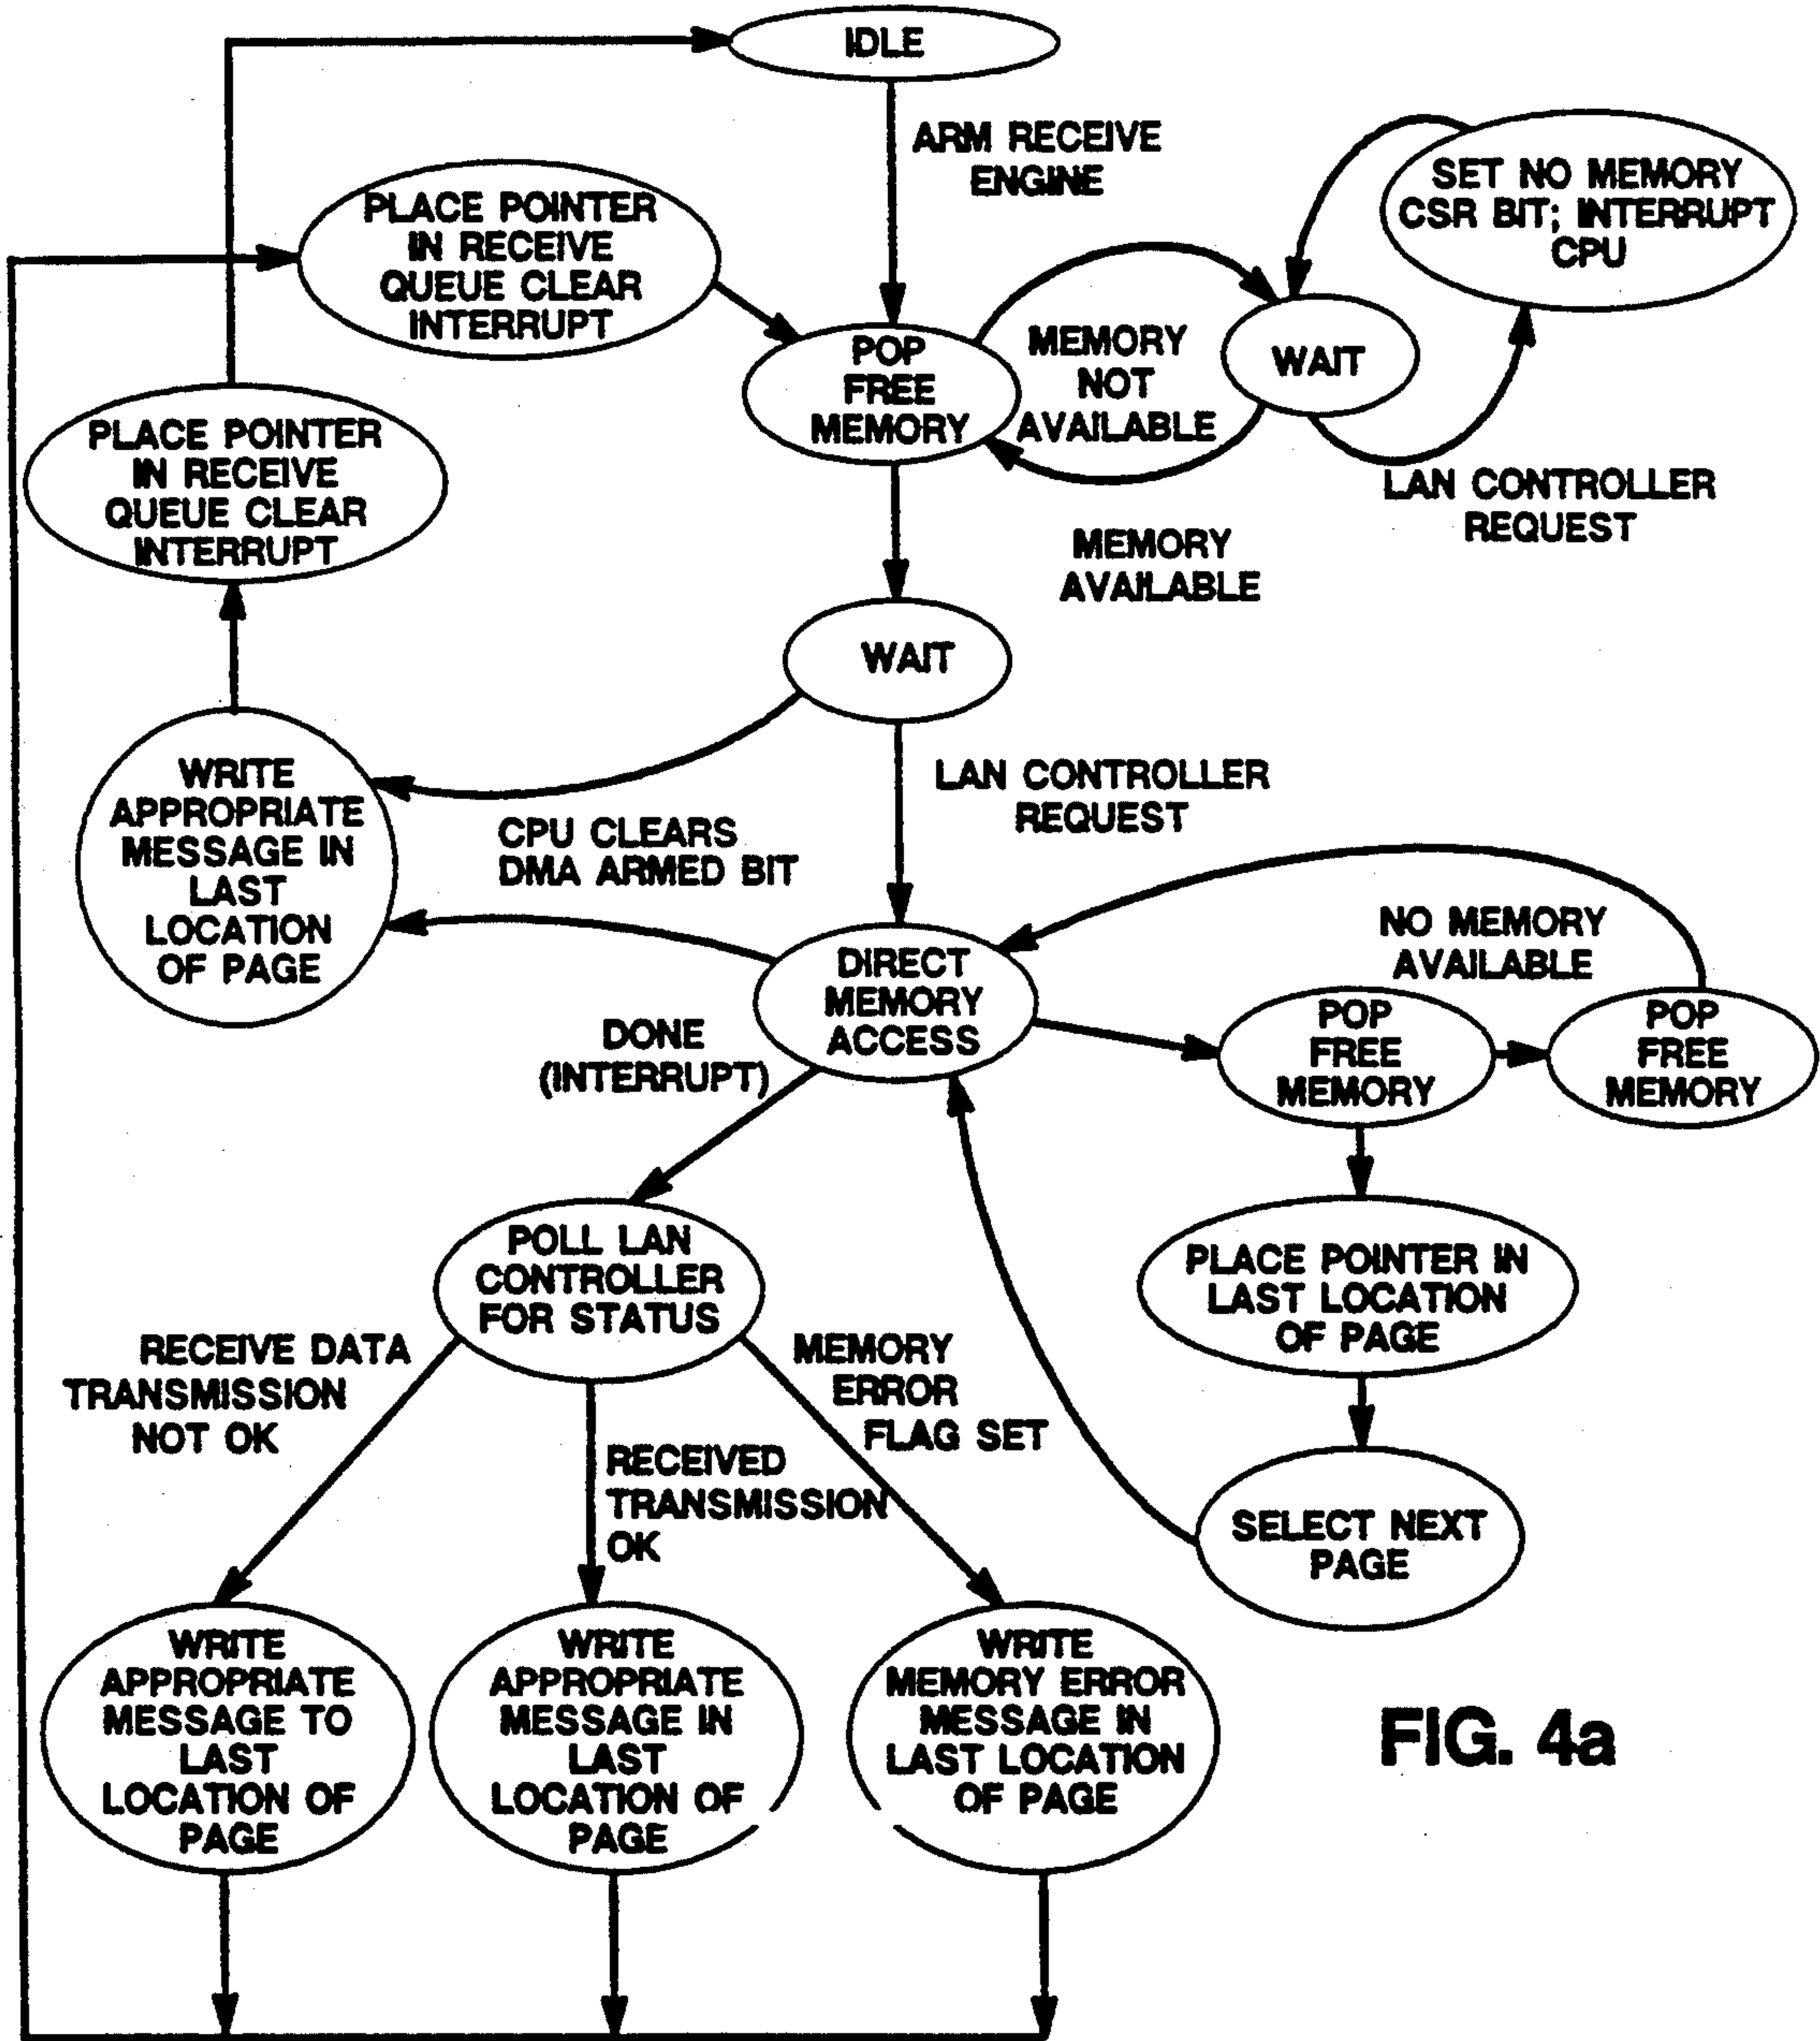 IDLE
ARM RECEIVE
ENGINE
SET NO MEMORY
CSR BIT; INTERRUPT
CPU
PLACE POINTER
IN RECEIVE
QUEUE CLEAR
INTERRUPT
POP
FREE
MEMORY
MEMORY
NOT
AVAILABLE
WAIT
LAN CONTROLLER
REQUEST
PLACE POINTER
IN RECEIVE
QUEUE CLEAR
INTERRUPT
MEMORY
AVAILABLE
WAIT
WRITE
APPROPRIATE
MESSAGE IN
LAST
LOCATION
OF PAGE
CPU CLEARS
DMA ARMED BIT
LAN CONTROLLER
REQUEST
NO MEMORY
AVAILABLE
DIRECT
MEMORY
ACCESS
POP
FREE
MEMORY
POP
FREE
MEMORY
DONE
(INTERRUPT)
POLL LAN
CONTROLLER
FOR STATUS
PLACE POINTER IN
LAST LOCATION
OF PAGE
RECEIVE DATA
TRANSMISSION
NOT OK
RECEIVED
TRANSMISSION
OK
MEMORY
ERROR
FLAG SET
SELECT NEXT
PAGE
WRITE
APPROPRIATE
MESSAGE TO
LAST
LOCATION OF
PAGE
WRITE
APPROPRIATE
MESSAGE IN
LAST
LOCATION OF
PAGE
WRITE
MEMORY ERROR
MESSAGE IN
LAST LOCATION
OF PAGE
FIG. 4a